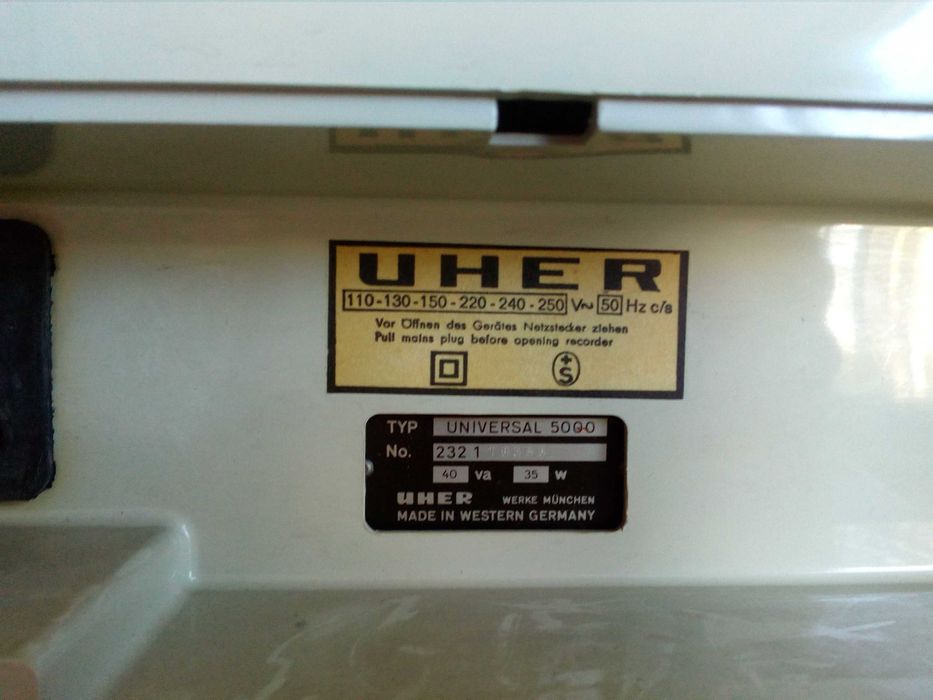 UHER
110-130-150-220-240-250 V~ 50 Hz c/s
Vor Öffnen des Gerätes Netzstecker ziehen
Pull mains plug before opening recorder
+S
TYP UNIVERSAL 5000
No. 232 1
40 va 35 w
UHER WERKE MÜNCHEN
MADE IN WESTERN GERMANY